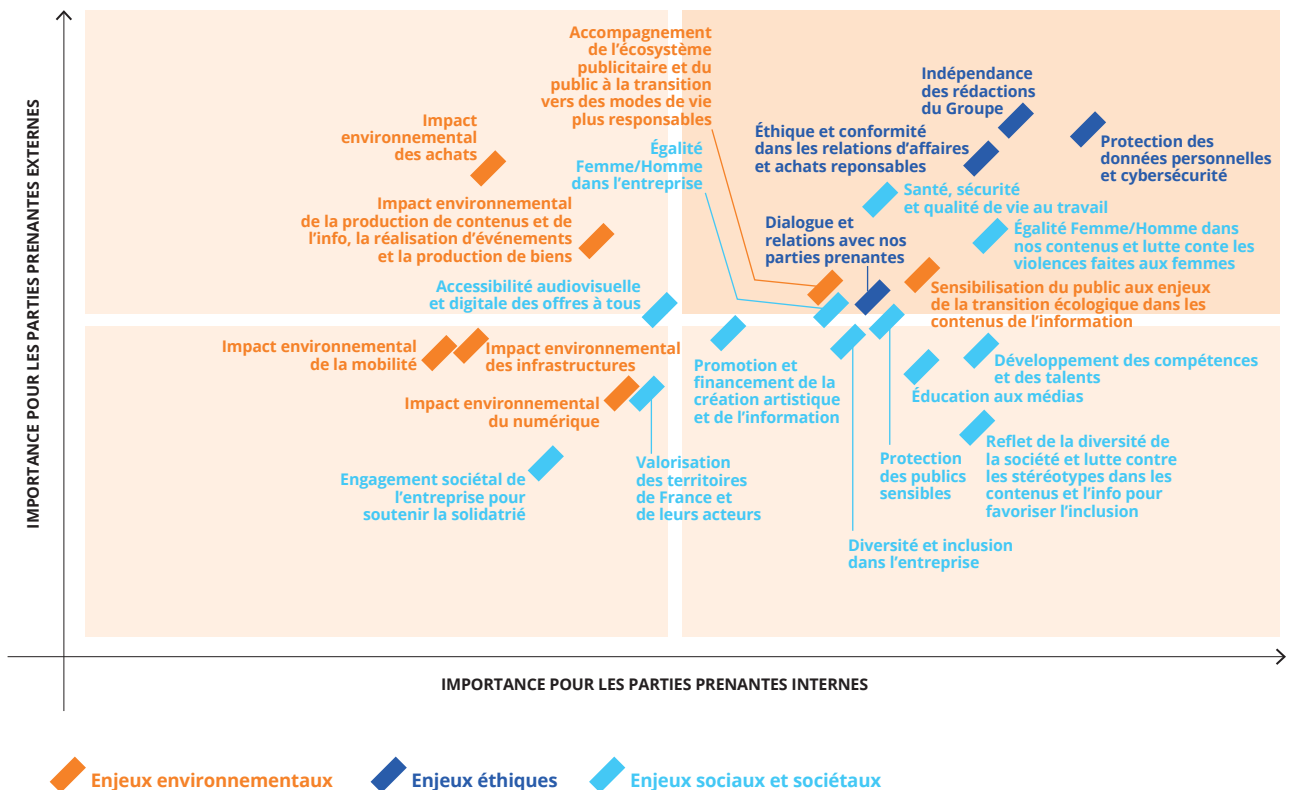 IMPORTANCE POUR LES PARTIES PRENANTES EXTERNES
Accompagnement
de l'écosystème
publicitaire et du
public à la transition
vers des modes de vie
plus responsables
Impact
environnemental
des achats
Égalité
Femme/Homme
dans l'entreprise
Impact environnemental
de la production de contenus et de
l'info, la réalisation d'événements
et la production de biens
Accessibilité audiovisuelle
et digitale des offres à tous
Indépendance
des rédactions
du Groupe
Éthique et conformité
dans les relations d'affaires
et achats reponsables
Protection des
données personnelles
et cybersécurité
Santé, sécurité
et qualité de vie au travail
Dialogue et
relations avec nos
parties prenantes
Égalité Femme/Homme dans
nos contenus et lutte conte les
violences faites aux femmes
Sensibilisation du public aux enjeux
de la transition écologique dans les
contenus de l'information
Impact environnemental
de la mobilité
Impact environnemental
des infrastructures
Impact environnemental
du numérique
Engagement sociétal de
l'entreprise pour
soutenir la solidatrié
Valorisation
des territoires
de France et
de leurs acteurs
Promotion et
financement de la
création artistique
et de l'information
Développement des compétences
et des talents
Éducation aux médias
Protection
des publics
sensibles
Reflet de la diversité de
la société et lutte contre
les stéréotypes dans les
contenus et l'info pour
favoriser l'inclusion
Diversité et inclusion
dans l'entreprise
IMPORTANCE POUR LES PARTIES PRENANTES INTERNES
Enjeux environnementaux
Enjeux éthiques
Enjeux sociaux et sociétaux